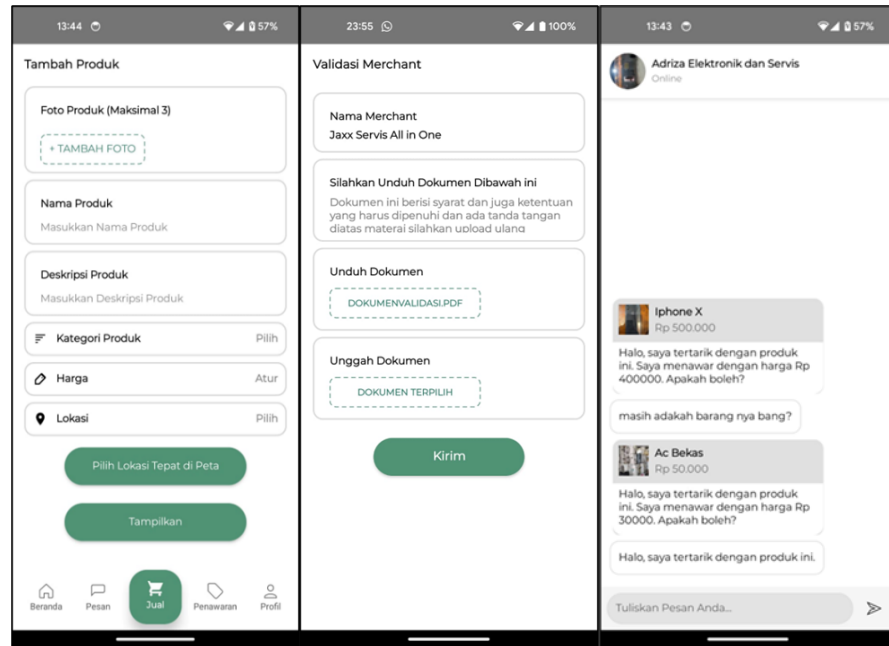 13:44
57%
Tambah Produk
Foto Produk (Maksimal 3)
+ TAMBAH FOTO
Nama Produk
Masukkan Nama Produk
Deskripsi Produk
Masukkan Deskripsi Produk
Kategori Produk
Pilih
Harga
Atur
Lokasi
Pilih
Pilih Lokasi Tepat di Peta
Tampilkan
Beranda
Pesan
Jual
Penawaran
Profil
23:55
100%
Validasi Merchant
Nama Merchant
Jaxx Servis All in One
Silahkan Unduh Dokumen Dibawah ini
Dokumen ini berisi syarat dan juga ketentuan
yang harus dipenuhi dan ada tanda tangan
diatas materai silahkan upload ulang
Unduh Dokumen
DOKUMENVALIDASI.PDF
Unggah Dokumen
DOKUMEN TERPILIH
Kirim
13:43
57%
Adriza Elektronik dan Servis
Online
Iphone X
Rp 500.000
Halo, saya tertarik dengan produk
ini. Saya menawar dengan harga Rp
400000. Apakah boleh?
masih adakah barang nya bang?
Ac Bekas
Rp 50.000
Halo, saya tertarik dengan produk
ini. Saya menawar dengan harga Rp
30000. Apakah boleh?
Halo, saya tertarik dengan produk ini.
Tuliskan Pesan Anda...